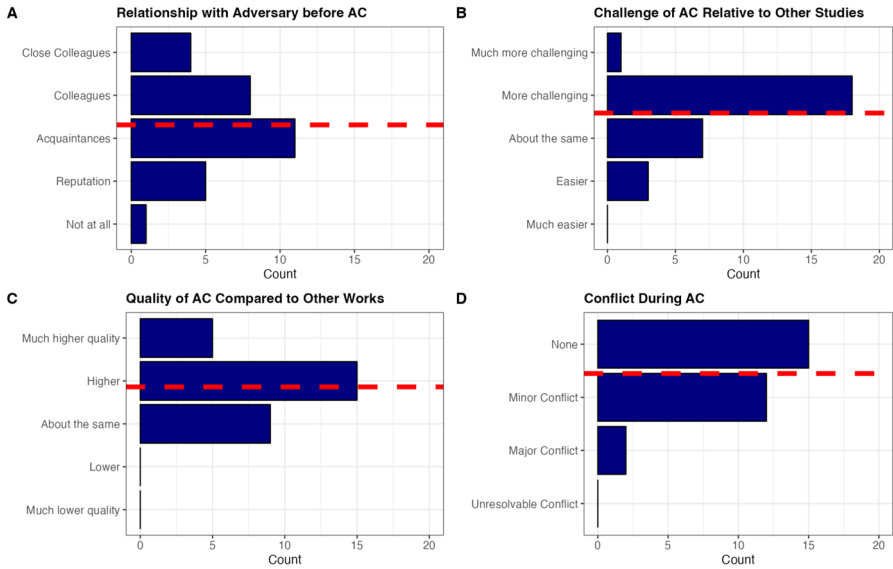 A
Relationship with Adversary before AC
Close Colleagues
Colleagues
Acquaintances
Reputation
Not at all
0 5 10 15 20
Count
B
Challenge of AC Relative to Other Studies
Much more challenging
More challenging
About the same
Easier
Much easier
0 5 10 15 20
Count
C
Quality of AC Compared to Other Works
Much higher quality
Higher
About the same
Lower
Much lower quality
0 5 10 15 20
Count
D
Conflict During AC
None
Minor Conflict
Major Conflict
Unresolvable Conflict
0 5 10 15 20
Count